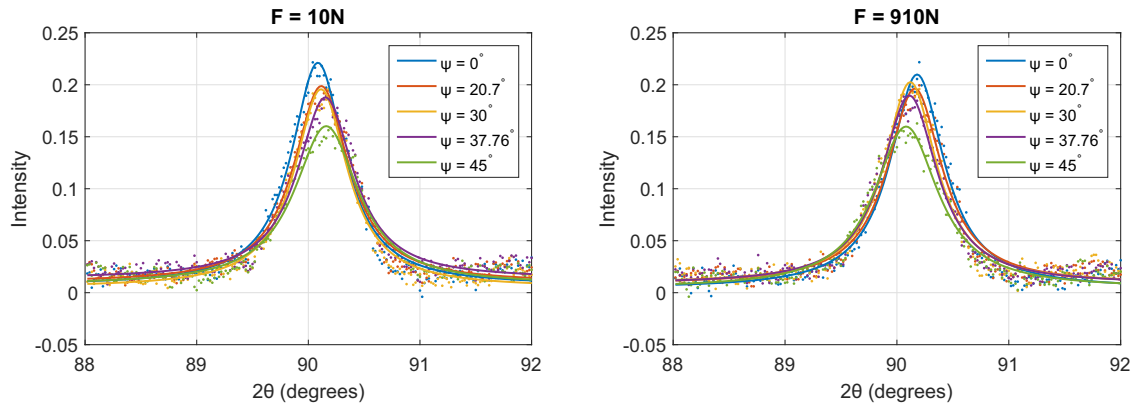 F = 10N
0.25
0.2
0.15
0.1
0.05
0
-0.05
Intensity
88
89
90
91
92
2θ (degrees)
ψ = 0°
ψ = 20.7°
ψ = 30°
ψ = 37.76°
ψ = 45°
F = 910N
0.25
0.2
0.15
0.1
0.05
0
-0.05
Intensity
88
89
90
91
92
2θ (degrees)
ψ = 0°
ψ = 20.7°
ψ = 30°
ψ = 37.76°
ψ = 45°